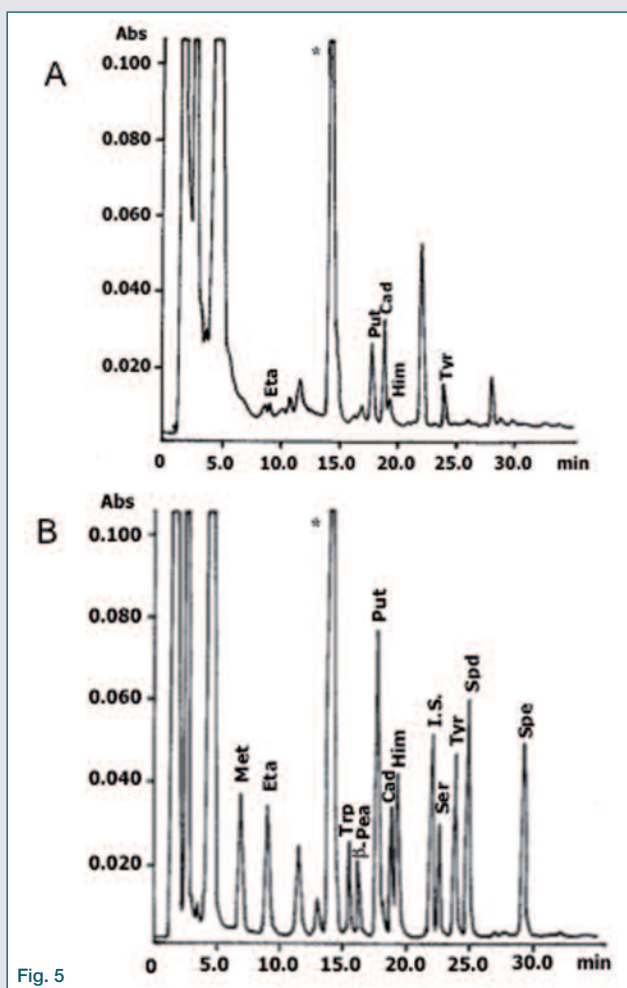 A
Abs
0.100
*
0.080
0.060
0.040
0.020
Eta
Put
Cad
Him
Tyr
0 5.0 10.0 15.0 20.0 25.0 30.0 min
B
Abs
0.100
*
0.080
0.060
0.040
0.020
Met
Eta
Trp
β-Pea
Put
Cad
Him
I.S.
Ser
Tyr
Spd
Spe
0 5.0 10.0 15.0 20.0 25.0 30.0 min
Fig. 5